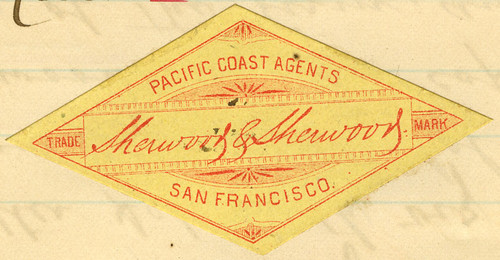 PACIFIC COAST AGENTS
TRADE Sherwood & Sherwood. MARK
SAN FRANCISCO.